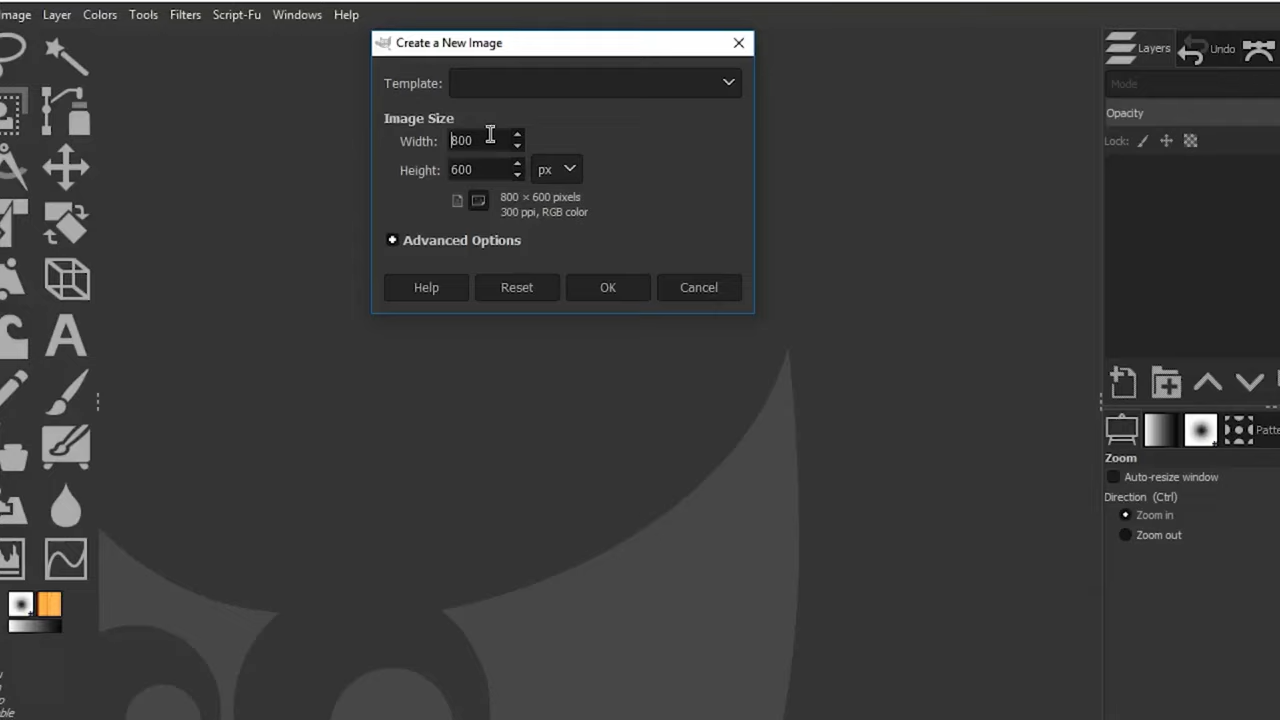 Image Layer Colors Tools Filters Script-Fu Windows Help
Create a New Image
Template:
Image Size
Width: 800
Height: 600 px
800 × 600 pixels
300 ppi, RGB color
Advanced Options
Help Reset OK Cancel
Layers Undo
Mode
Opacity
Lock:
Patte
Zoom
Auto-resize window
Direction (Ctrl)
Zoom in
Zoom out
A